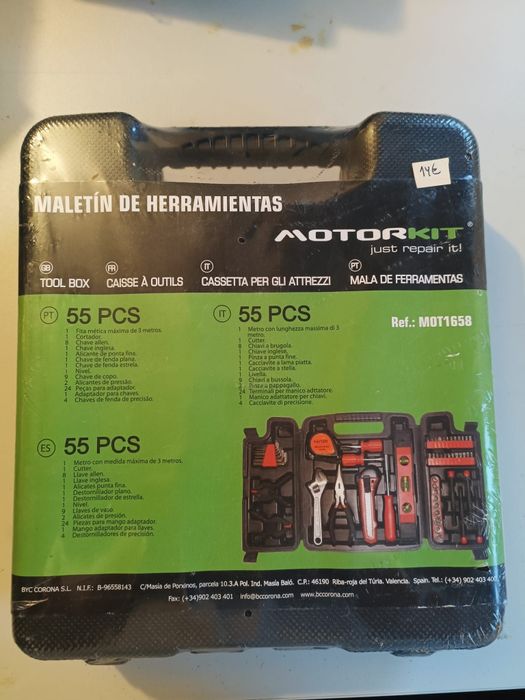 14€
MALETÍN DE HERRAMIENTAS
MOTORKIT®
just repair it!
GB FR IT PT
TOOL BOX CAISSE À OUTILS CASSETTA PER GLI ATTREZZI MALA DE FERRAMENTAS
PT 55 PCS
1 Fita mética máxima de 3 metros.
1 Cortador.
8 Chave allen.
1 Chave inglesa.
1 Alicante de ponta fina.
1 Chave de fenda plana.
1 Chave de fenda estrela.
1 Nível.
9 Chave de copo.
2 Alicantes de pressão.
24 Peças para adaptador.
1 Adaptador para chaves.
4 Chaves de fenda de precisão.
IT 55 PCS
1 Metro con lunghezza massima di 3
metro.
1 Cutter.
8 Chiavi a brugola.
1 Chiave inglese.
1 Pinza a punta fine.
1 Cacciavite a lama piatta.
1 Cacciavite a stella.
1 Livella.
9 Chiavi a bussola.
2 Pinze a pappagallo.
24 Terminali per manico adttatore.
1 Manico adattatore per chiavi.
4 Cacciavite di precisione.
Ref.: MOT1658
ES 55 PCS
1 Metro con medida máxima de 3 metros.
1 Cutter.
8 Llave allen.
1 Llave inglesa.
1 Alicates punta fina.
1 Destornillador plano.
1 Destornillador de estrella.
1 Nivel.
9 Llaves de vaso
2 Alicates de presión.
24 Piezas para mango adaptador.
1 Mango adaptador para llaves.
4 Destornilladores de precisión.
BYC CORONA S.L. N.I.F.: B-96558143 C/Masía de Porxinos, parcela 10.3.A Pol. Ind. Masia Baló. C.P.: 46190 Riba-roja del Túria. Valencia. Spain. Tel.: (+34) 902 403 400
Fax: (+34)902 403 401 info@bccorona.com www.bccorona.com